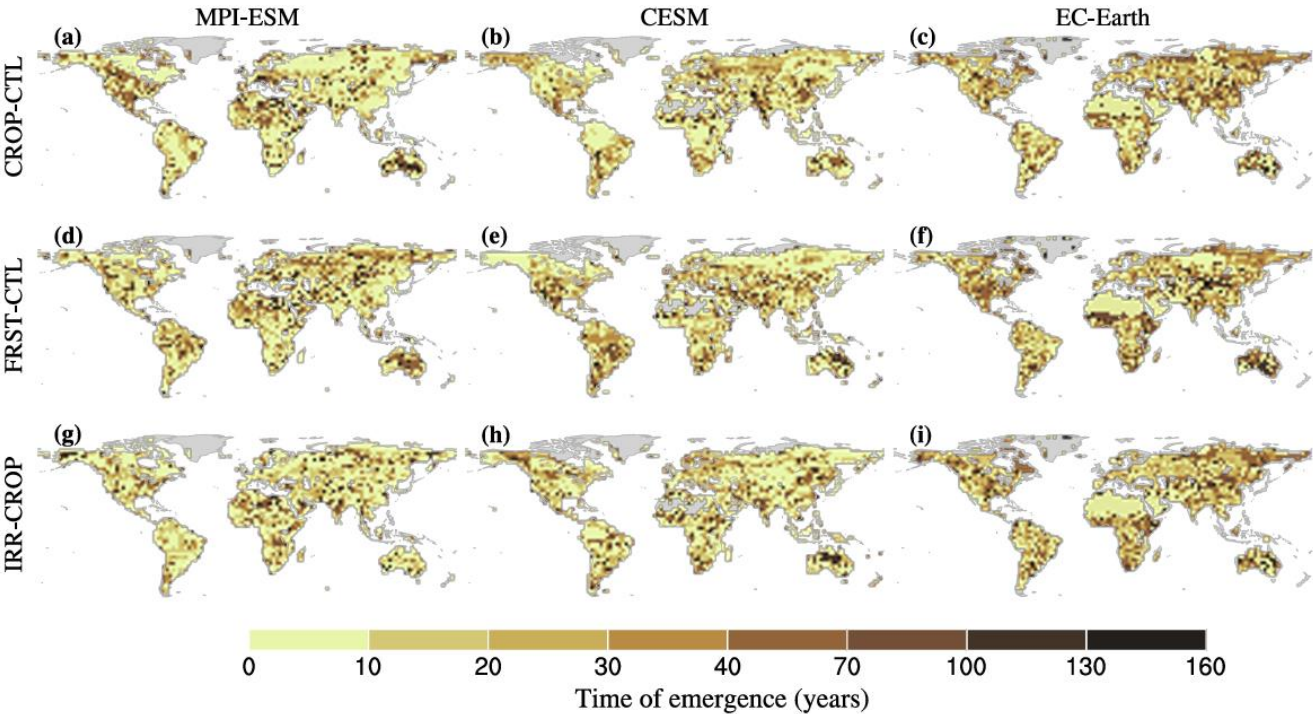 MPI-ESM CESM EC-Earth
(a) (b) (c)
CROP-CTL
(d) (e) (f)
FRST-CTL
(g) (h) (i)
IRR-CROP
0 10 20 30 40 70 100 130 160
Time of emergence (years)